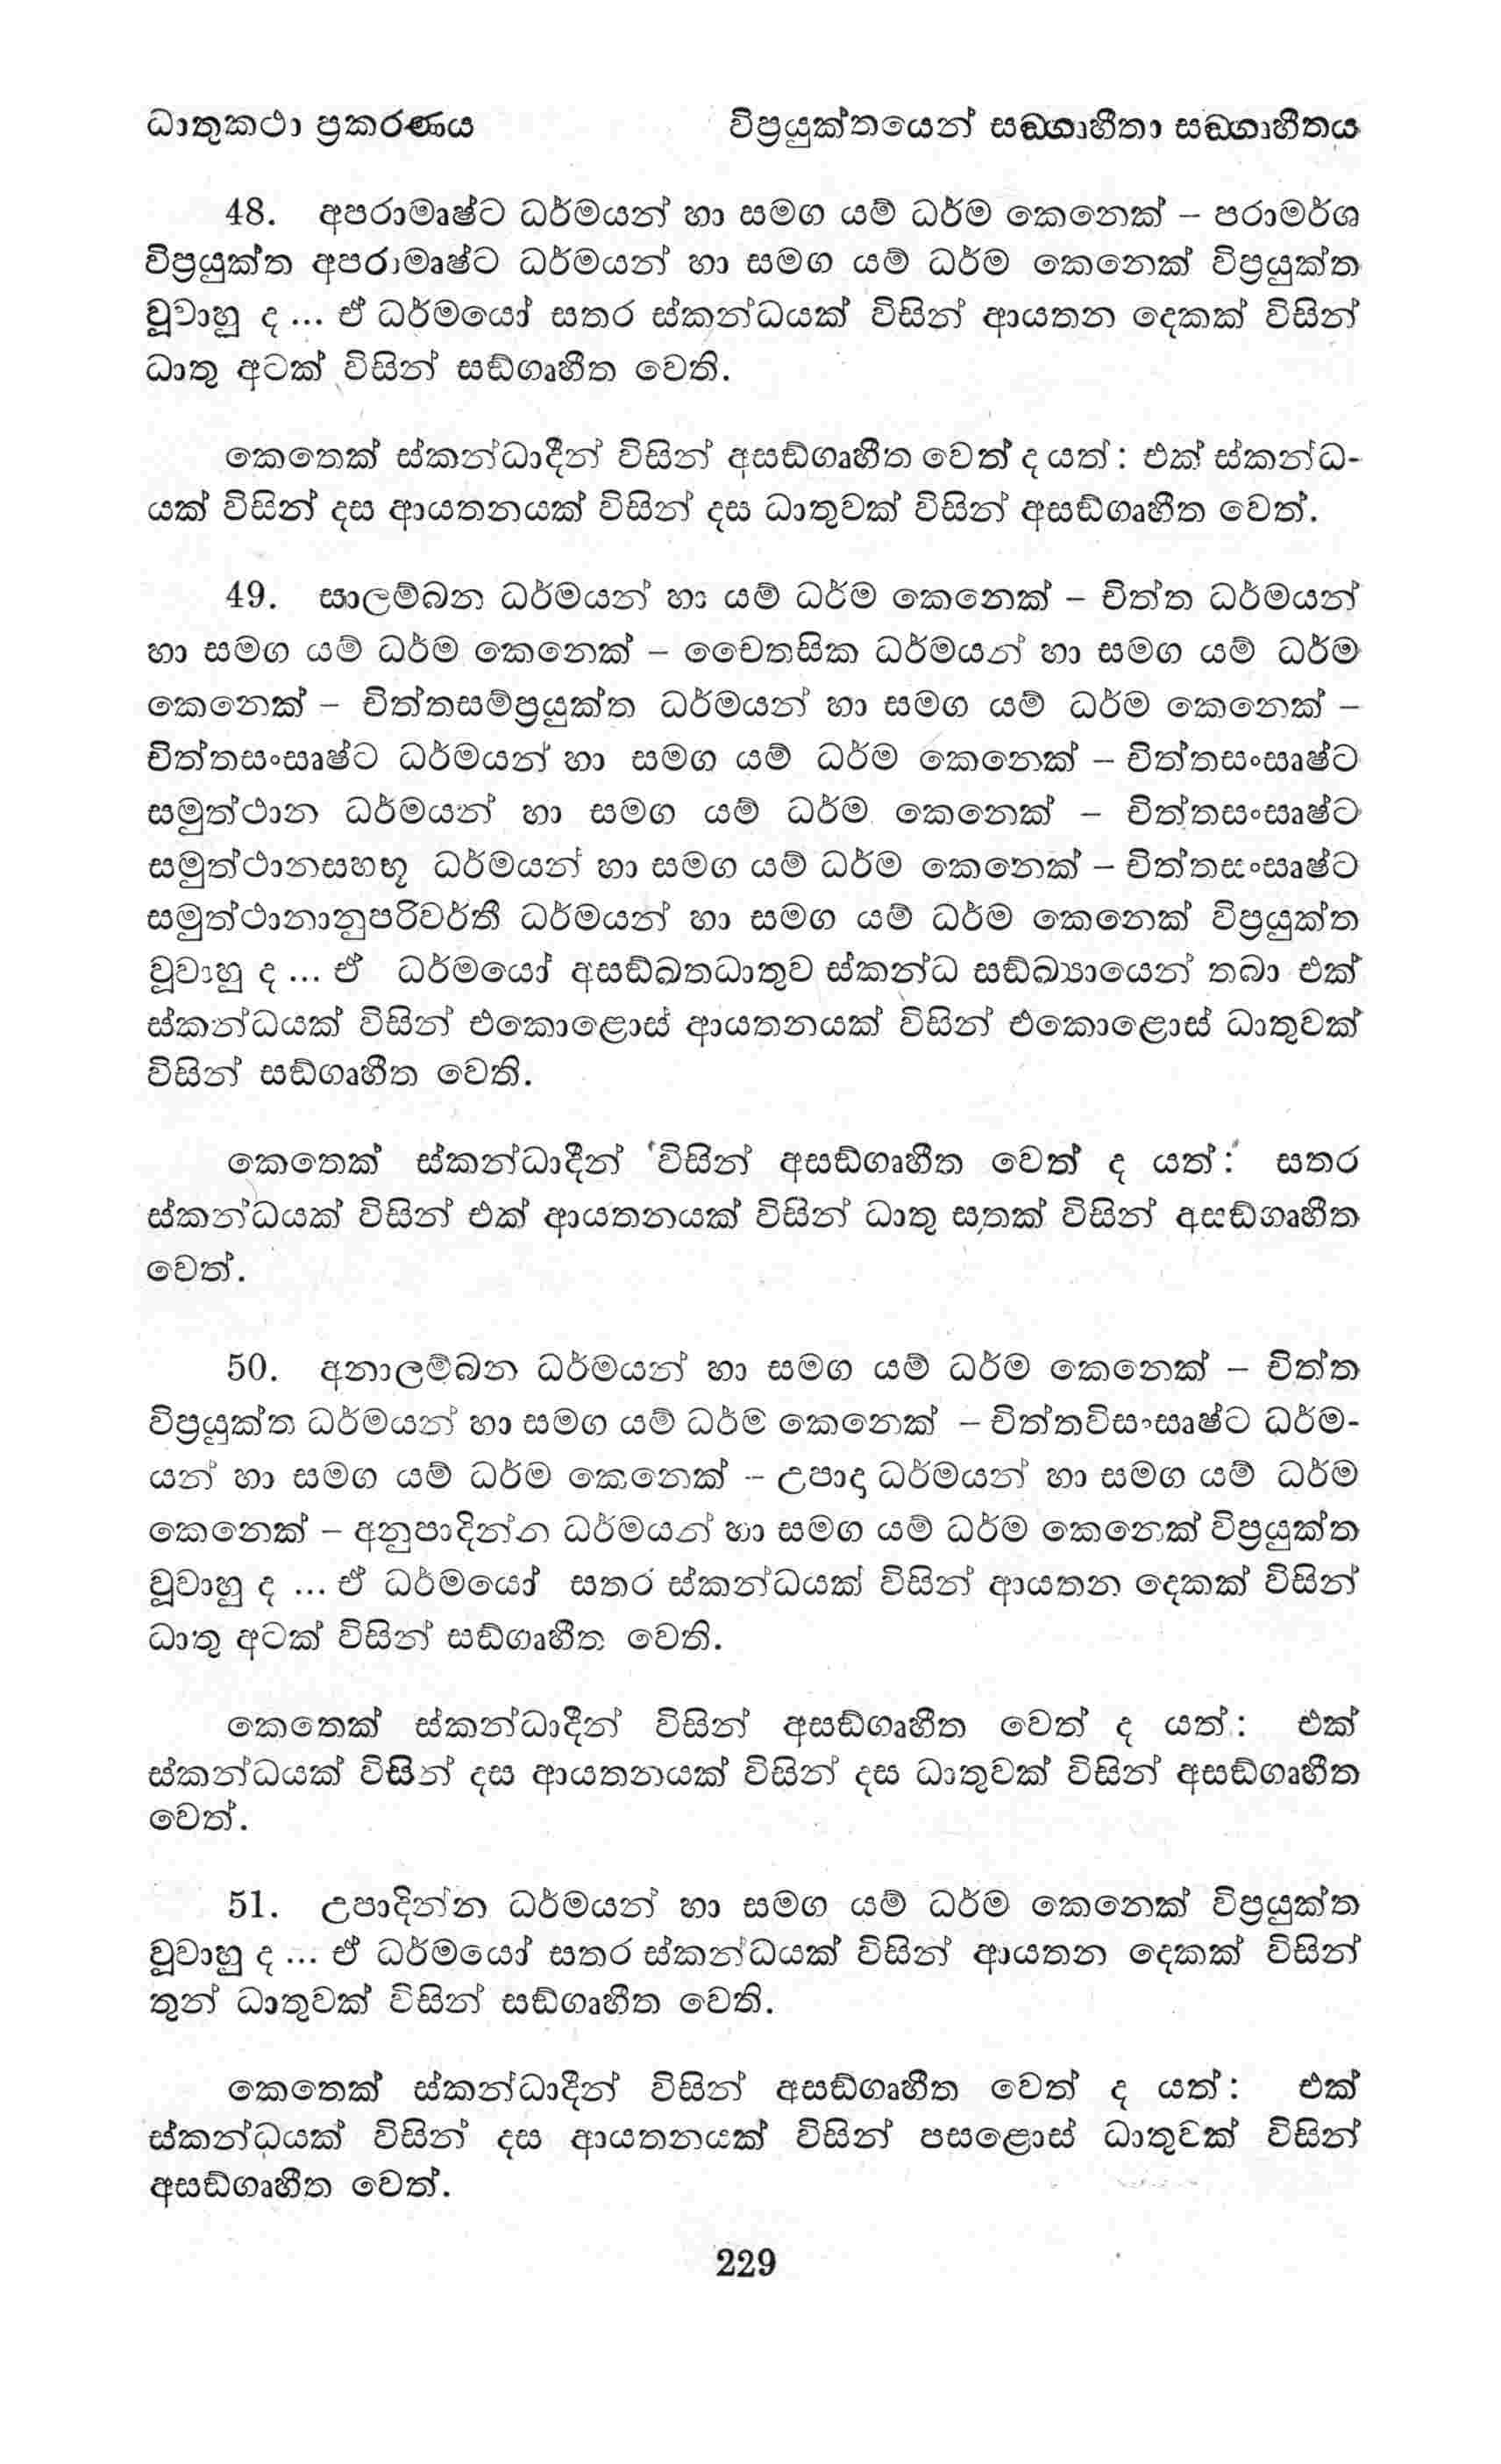 ධාතුකථා ප්‍රකරණය විප්‍රයුක්තයෙන් සඞ්ගෘහීතා සඞ්ගෘහීතය
48. අපරාමෘෂ්ට ධර්මයන් හා සමග යම් ධර්ම කෙනෙක් – පරාමර්ශ
විප්‍රයුක්ත අපරාමෘෂ්ට ධර්මයන් හා සමග යම් ධර්ම කෙනෙක් විප්‍රයුක්ත
වූවාහු ද ... ඒ ධර්මයෝ සතර ස්කන්ධයක් විසින් ආයතන දෙකක් විසින්
ධාතු අටක් විසින් සඞ්ගෘහීත වෙති.
කෙතෙක් ස්කන්ධාදීන් විසින් අසඞ්ගෘහීත වෙත් ද යත්: එක් ස්කන්ධ-
යක් විසින් දස ආයතනයක් විසින් දස ධාතුවක් විසින් අසඞ්ගෘහීත වෙත්.
49. සාලම්බන ධර්මයන් හා යම් ධර්ම කෙනෙක් – චිත්ත ධර්මයන්
හා සමග යම් ධර්ම කෙනෙක් – චෛතසික ධර්මයන් හා සමග යම් ධර්ම
කෙනෙක් – චිත්තසම්ප්‍රයුක්ත ධර්මයන් හා සමග යම් ධර්ම කෙනෙක් –
චිත්තසංසෘෂ්ට ධර්මයන් හා සමග යම් ධර්ම කෙනෙක් – චිත්තසංසෘෂ්ට
සමුත්ථාන ධර්මයන් හා සමග යම් ධර්ම කෙනෙක් – චිත්තසංසෘෂ්ට
සමුත්ථානසහභූ ධර්මයන් හා සමග යම් ධර්ම කෙනෙක් – චිත්තසංසෘෂ්ට
සමුත්ථානානුපරිවර්තී ධර්මයන් හා සමග යම් ධර්ම කෙනෙක් විප්‍රයුක්ත
වූවාහු ද ... ඒ ධර්මයෝ අසඞ්ඛතධාතුව ස්කන්ධ සඞ්ඛ්‍යායෙන් තබා එක්
ස්කන්ධයක් විසින් එකොළොස් ආයතනයක් විසින් එකොළොස් ධාතුවක්
විසින් සඞ්ගෘහීත වෙති.
කෙතෙක් ස්කන්ධාදීන් විසින් අසඞ්ගෘහීත වෙත් ද යත්: සතර
ස්කන්ධයක් විසින් එක් ආයතනයක් විසින් ධාතු සතක් විසින් අසඞ්ගෘහීත
වෙත්.
50. අනාලම්බන ධර්මයන් හා සමග යම් ධර්ම කෙනෙක් – චිත්ත
විප්‍රයුක්ත ධර්මයන් හා සමග යම් ධර්ම කෙනෙක් – චිත්තවිසංසෘෂ්ට ධර්ම-
යන් හා සමග යම් ධර්ම කෙනෙක් – උපාදා ධර්මයන් හා සමග යම් ධර්ම
කෙනෙක් – අනුපාදින්න ධර්මයන් හා සමග යම් ධර්ම කෙනෙක් විප්‍රයුක්ත
වූවාහු ද ... ඒ ධර්මයෝ සතර ස්කන්ධයක් විසින් ආයතන දෙකක් විසින්
ධාතු අටක් විසින් සඞ්ගෘහීත වෙති.
කෙතෙක් ස්කන්ධාදීන් විසින් අසඞ්ගෘහීත වෙත් ද යත්: එක්
ස්කන්ධයක් විසින් දස ආයතනයක් විසින් දස ධාතුවක් විසින් අසඞ්ගෘහීත
වෙත්.
51. උපාදින්න ධර්මයන් හා සමග යම් ධර්ම කෙනෙක් විප්‍රයුක්ත
වූවාහු ද ... ඒ ධර්මයෝ සතර ස්කන්ධයක් විසින් ආයතන දෙකක් විසින්
තුන් ධාතුවක් විසින් සඞ්ගෘහීත වෙති.
කෙතෙක් ස්කන්ධාදීන් විසින් අසඞ්ගෘහීත වෙත් ද යත්: එක්
ස්කන්ධයක් විසින් දස ආයතනයක් විසින් පසළොස් ධාතුවක් විසින්
අසඞ්ගෘහීත වෙත්.
229